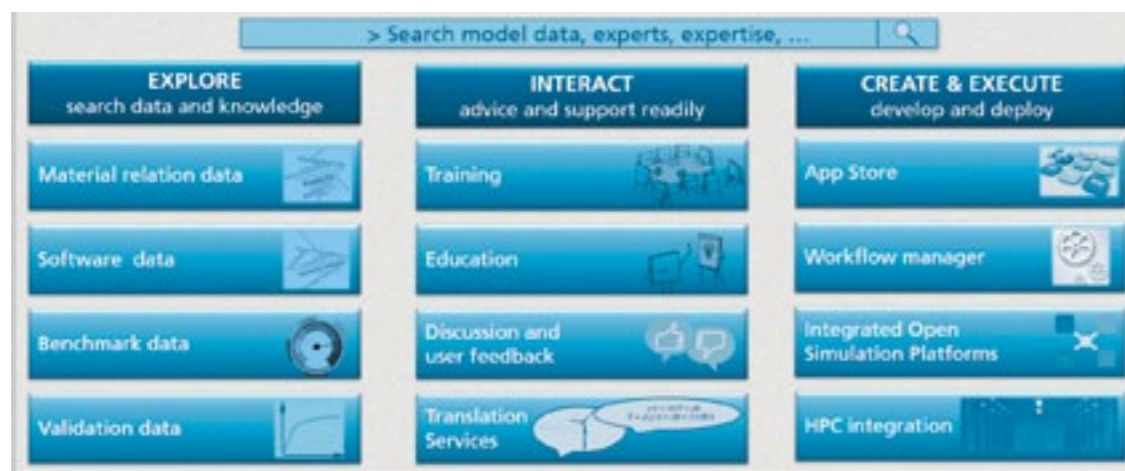 > Search model data, experts, expertise, ...
EXPLORE
search data and knowledge
Material relation data
Software data
Benchmark data
Validation data
INTERACT
advice and support readily
Training
Education
Discussion and
user feedback
Translation
Services
CREATE & EXECUTE
develop and deploy
App Store
Workflow manager
Integrated Open
Simulation Platforms
HPC integration